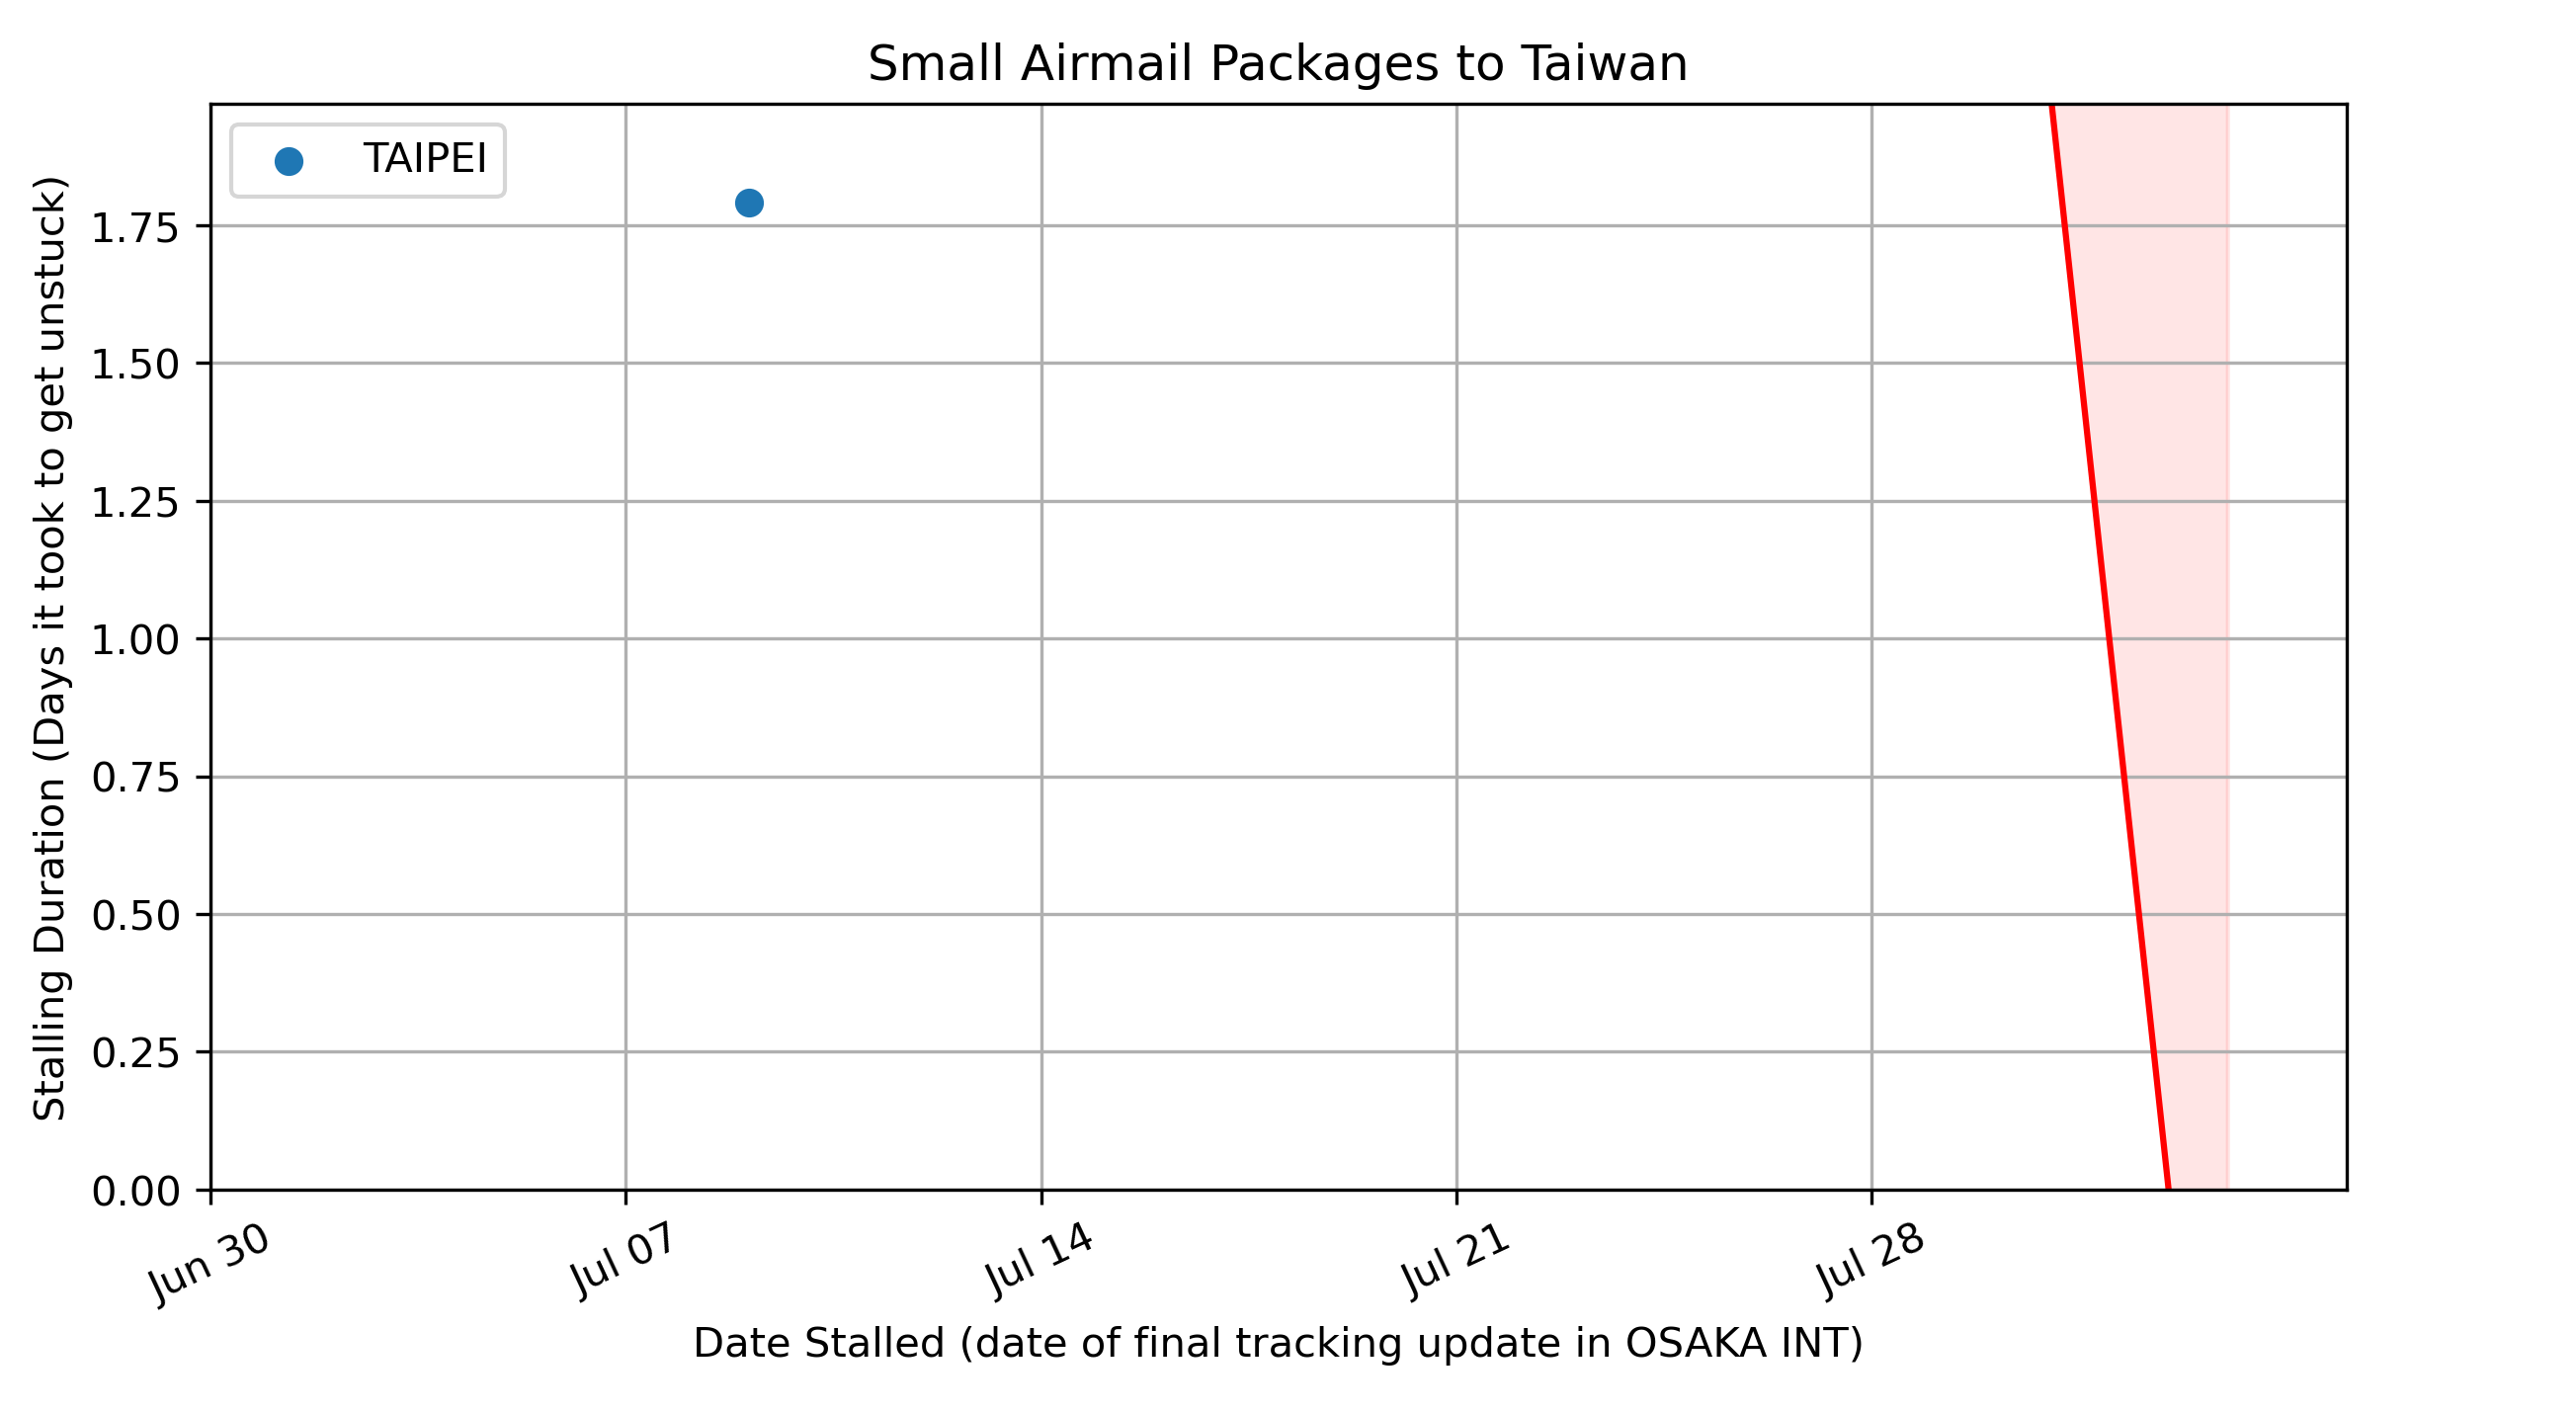 Small Airmail Packages to Taiwan
TAIPEI
Stalling Duration (Days it took to get unstuck)
1.75
1.50
1.25
1.00
0.75
0.50
0.25
0.00
Jun 30
Jul 07
Jul 14
Jul 21
Jul 28
Date Stalled (date of final tracking update in OSAKA INT)